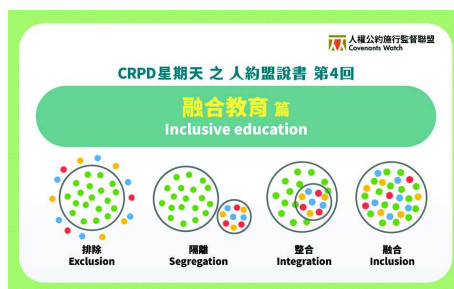 人權公約施行監督聯盟
Covenants Watch
CRPD星期天 之 人約盟說書 第4回
融合教育 篇
Inclusive education
排除
Exclusion
隔離
Segregation
整合
Integration
融合
Inclusion